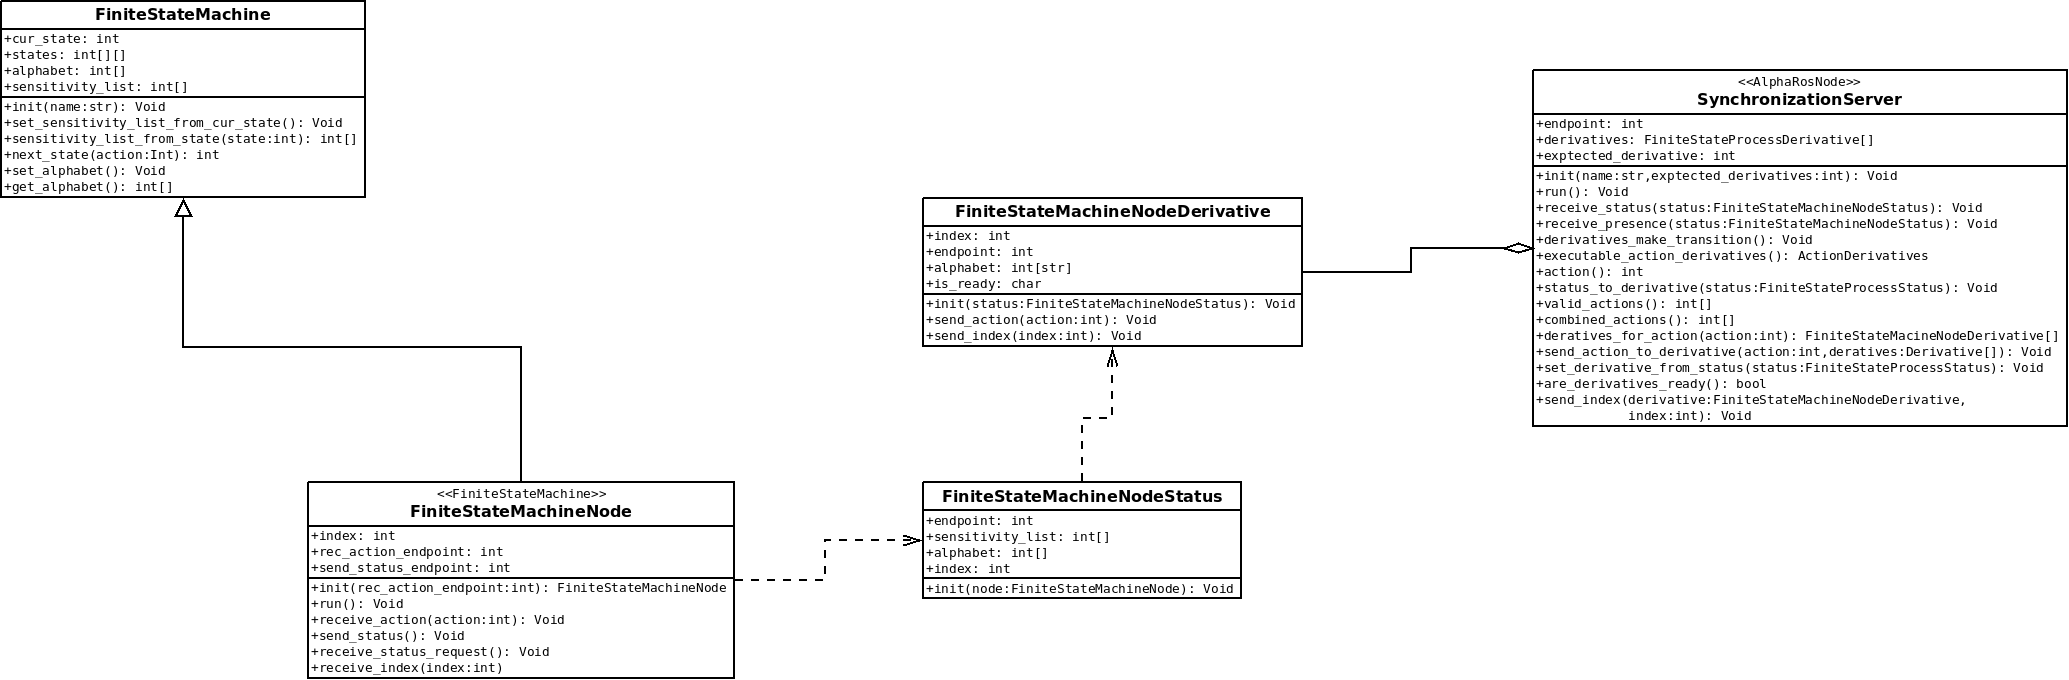 FiniteStateMachine
+cur_state: int
+states: int[][]
+alphabet: int[]
+sensitivity_list: int[]
+init(name:str): Void
+set_sensitivity_list_from_cur_state(): Void
+sensitivity_list_from_state(state:int): int[]
+next_state(action:Int): int
+set_alphabet(): Void
+get_alphabet(): int[]
<<AlphaRosNode>>
SynchronizationServer
+endpoint: int
+derivatives: FiniteStateProcessDerivative[]
+exptected_derivative: int
+init(name:str,exptected_derivatives:int): Void
+run(): Void
+receive_status(status:FiniteStateMachineNodeStatus): Void
+receive_presence(status:FiniteStateMachineNodeStatus): Void
+derivatives_make_transition(): Void
+executable_action_derivatives(): ActionDerivatives
+action(): int
+status_to_derivative(status:FiniteStateProcessStatus): Void
+valid_actions(): int[]
+combined_actions(): int[]
+deratives_for_action(action:int): FiniteStateMacineNodeDerivative[]
+send_action_to_derivative(action:int,deratives:Derivative[]): Void
+set_derivative_from_status(status:FiniteStateProcessStatus): Void
+are_derivatives_ready(): bool
+send_index(derivative:FiniteStateMachineNodeDerivative,
index:int): Void
FiniteStateMachineNodeDerivative
+index: int
+endpoint: int
+alphabet: int[str]
+is_ready: char
+init(status:FiniteStateMachineNodeStatus): Void
+send_action(action:int): Void
+send_index(index:int): Void
<<FiniteStateMachine>>
FiniteStateMachineNode
+index: int
+rec_action_endpoint: int
+send_status_endpoint: int
+init(rec_action_endpoint:int): FiniteStateMachineNode
+run(): Void
+receive_action(action:int): Void
+send_status(): Void
+receive_status_request(): Void
+receive_index(index:int)
FiniteStateMachineNodeStatus
+endpoint: int
+sensitivity_list: int[]
+alphabet: int[]
+index: int
+init(node:FiniteStateMachineNode): Void